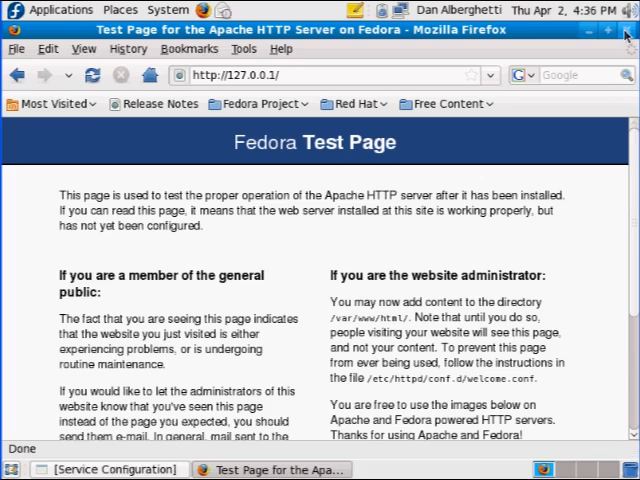 Applications Places System Dan Alberghetti Thu Apr 2, 4:36 PM
Test Page for the Apache HTTP Server on Fedora - Mozilla Firefox
File Edit View History Bookmarks Tools Help
http://127.0.0.1/ Google
Most Visited Release Notes Fedora Project Red Hat Free Content
Fedora Test Page
This page is used to test the proper operation of the Apache HTTP server after it has been installed.
If you can read this page, it means that the web server installed at this site is working properly, but
has not yet been configured.
If you are a member of the general
public:
The fact that you are seeing this page indicates
that the website you just visited is either
experiencing problems, or is undergoing
routine maintenance.
If you would like to let the administrators of this
website know that you've seen this page
instead of the page you expected, you should
send them e-mail. In general, mail sent to the
If you are the website administrator:
You may now add content to the directory
/var/www/html/. Note that until you do so,
people visiting your website will see this page,
and not your content. To prevent this page
from ever being used, follow the instructions in
the file /etc/httpd/conf.d/welcome.conf.
You are free to use the images below on
Apache and Fedora powered HTTP servers.
Thanks for using Apache and Fedora!
Done
[Service Configuration] Test Page for the Apa...